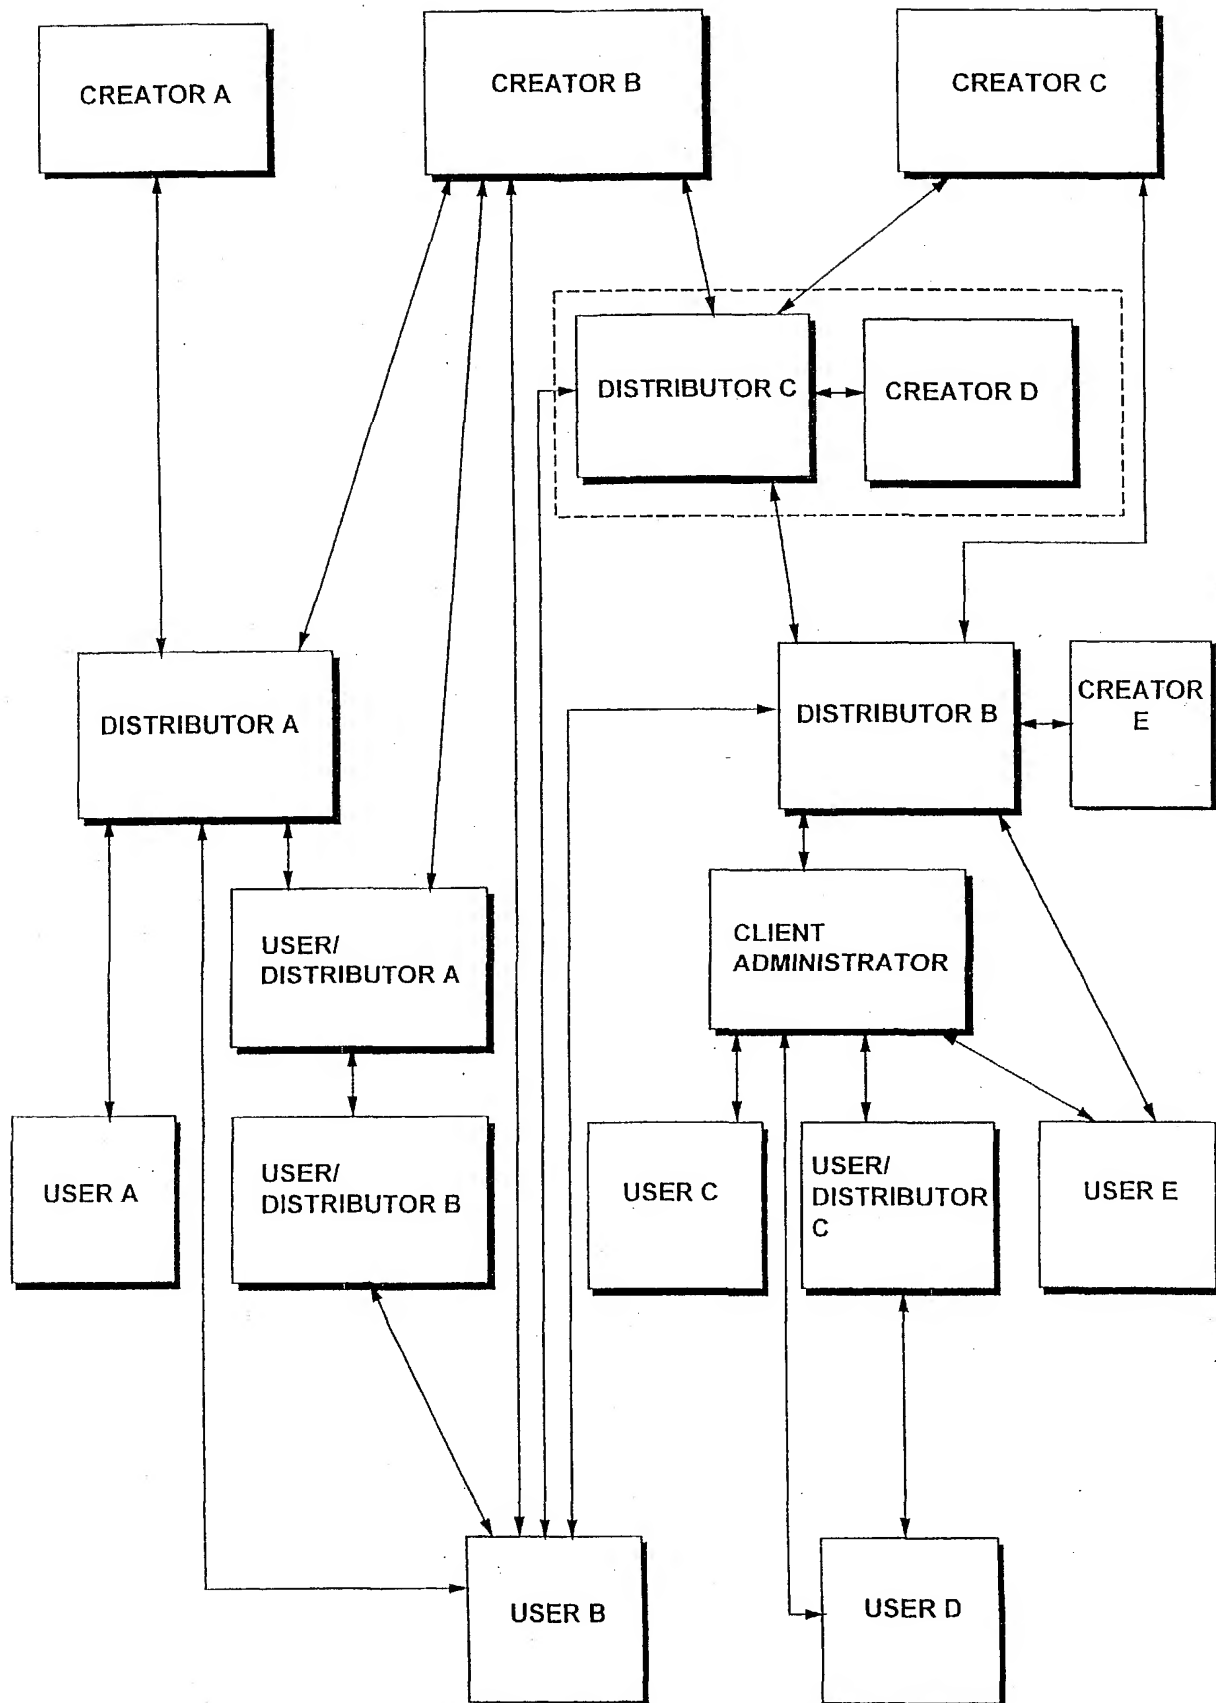 CREATOR A
CREATOR B
CREATOR C
DISTRIBUTOR C
CREATOR D
DISTRIBUTOR A
DISTRIBUTOR B
CREATOR
E
USER/
DISTRIBUTOR A
CLIENT
ADMINISTRATOR
USER A
USER/
DISTRIBUTOR B
USER C
USER/
DISTRIBUTOR
C
USER E
USER B
USER D